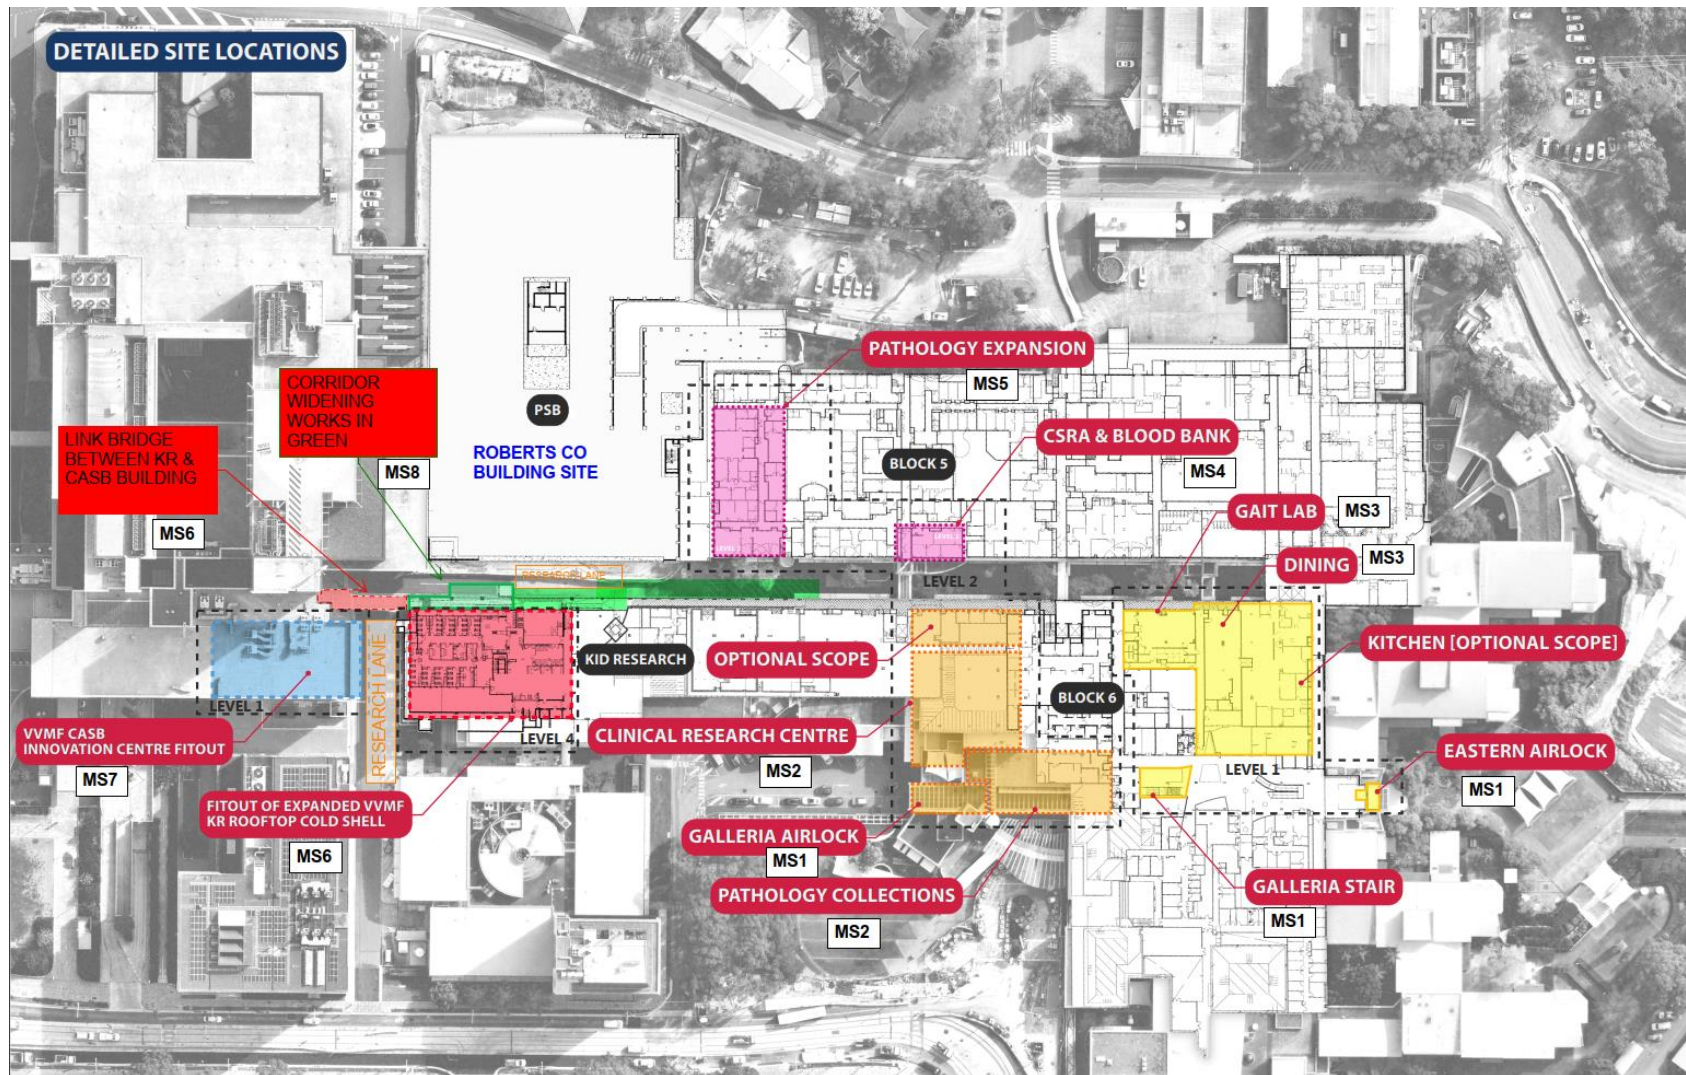 DETAILED SITE LOCATIONS
PATHOLOGY EXPANSION
MS5
CORRIDOR
WIDENING
WORKS IN
GREEN
MS8
PSB
LINK BRIDGE
BETWEEN KR &
CASB BUILDING
MS6
ROBERTS CO
BUILDING SITE
CSRA & BLOOD BANK
MS4
BLOCK 5
GAIT LAB
MS3
DINING
MS3
LEVEL
LEVEL 2
RESEARCH LANE
KITCHEN [OPTIONAL SCOPE]
OPTIONAL SCOPE
KID RESEARCH
BLOCK 6
RESEARCH LANE
LEVEL 1
VVMF CASB
INNOVATION CENTRE FITOUT
MS7
LEVEL 4
CLINICAL RESEARCH CENTRE
MS2
LEVEL 1
EASTERN AIRLOCK
MS1
FITOUT OF EXPANDED VVMF
KR ROOFTOP COLD SHELL
MS6
GALLERIA AIRLOCK
MS1
PATHOLOGY COLLECTIONS
MS2
GALLERIA STAIR
MS1